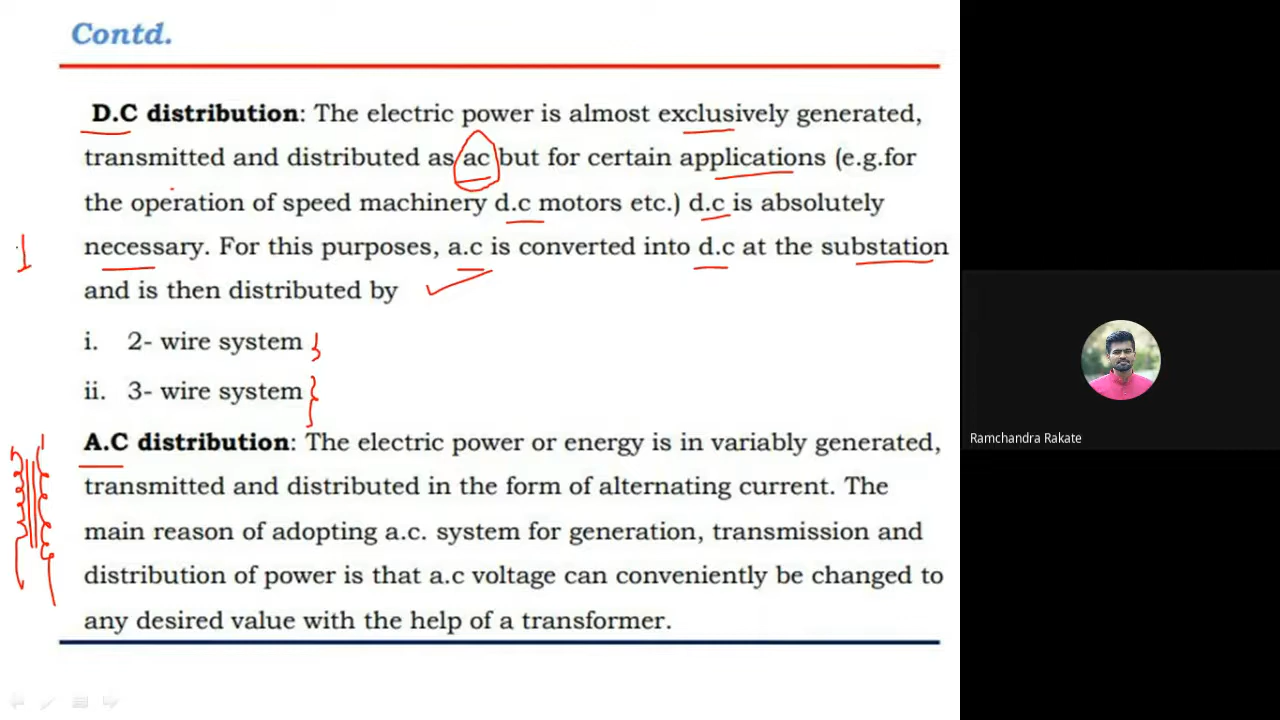 Contd.
D.C distribution: The electric power is almost exclusively generated,
transmitted and distributed as ac but for certain applications (e.g.for
the operation of speed machinery d.c motors etc.) d.c is absolutely
necessary. For this purposes, a.c is converted into d.c at the substation
and is then distributed by
i. 2- wire system
ii. 3- wire system
A.C distribution: The electric power or energy is in variably generated,
transmitted and distributed in the form of alternating current. The
main reason of adopting a.c. system for generation, transmission and
distribution of power is that a.c voltage can conveniently be changed to
any desired value with the help of a transformer.
Ramchandra Rakate